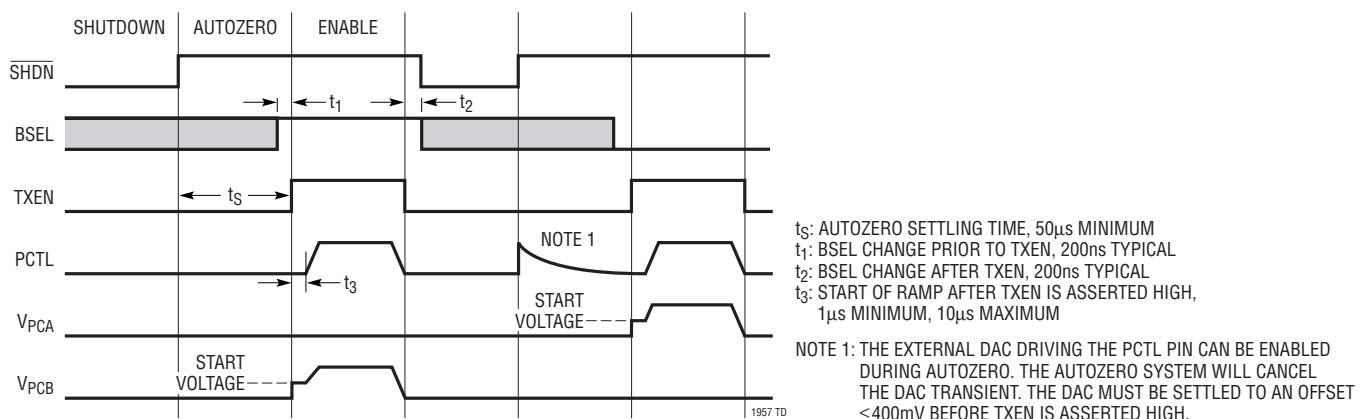 SHUTDOWN AUTOZERO ENABLE
SHDN
t1 t2
BSEL
TXEN
tS
PCTL
NOTE 1
t3
START
VOLTAGE
VPCA
START
VOLTAGE
VPCB
1957 TD
tS: AUTOZERO SETTLING TIME, 50µs MINIMUM
t1: BSEL CHANGE PRIOR TO TXEN, 200ns TYPICAL
t2: BSEL CHANGE AFTER TXEN, 200ns TYPICAL
t3: START OF RAMP AFTER TXEN IS ASSERTED HIGH,
1µs MINIMUM, 10µs MAXIMUM
NOTE 1: THE EXTERNAL DAC DRIVING THE PCTL PIN CAN BE ENABLED
DURING AUTOZERO. THE AUTOZERO SYSTEM WILL CANCEL
THE DAC TRANSIENT. THE DAC MUST BE SETTLED TO AN OFFSET
≤400mV BEFORE TXEN IS ASSERTED HIGH.